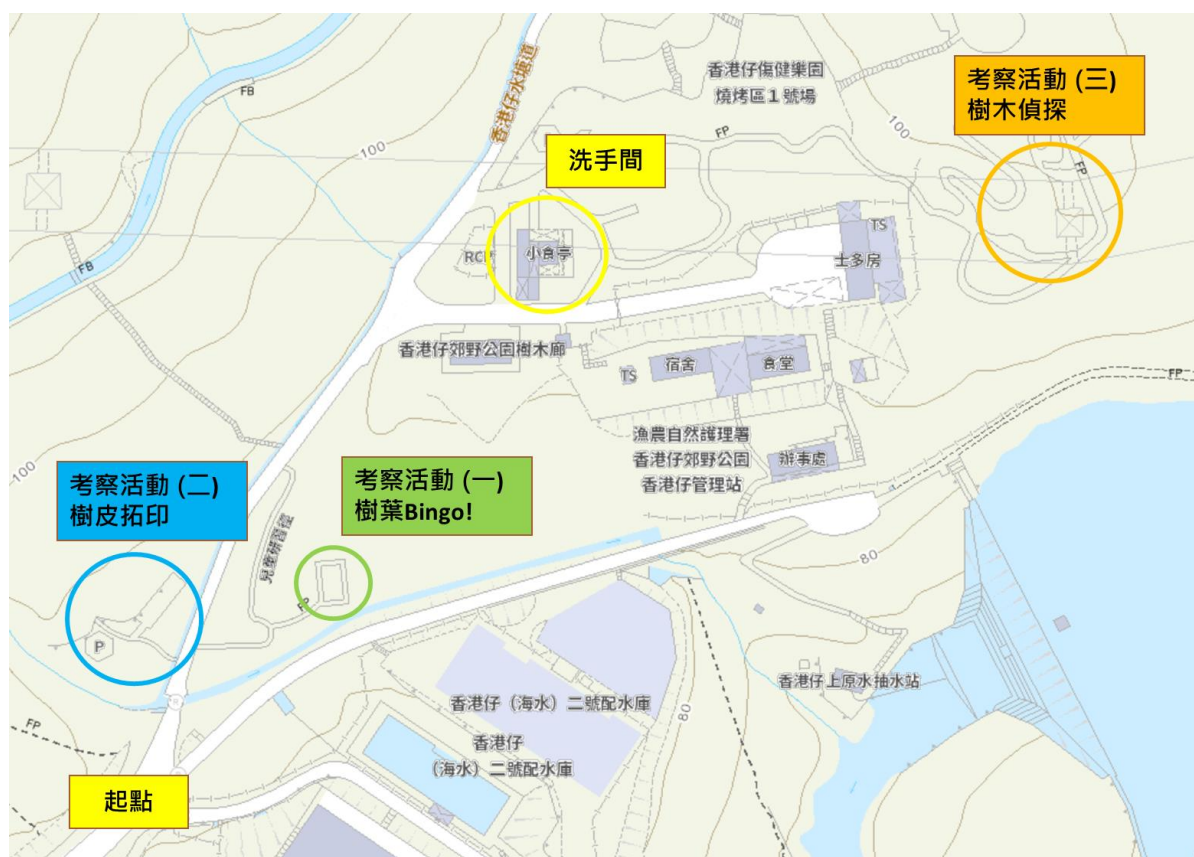 香港仔水塘道
香港仔傷健樂園
燒烤區1號場
考察活動 (三)
樹木偵探
FB
100
100
FP
FP
洗手間
TS
RCP
小食亭
士多房
FB
香港仔郊野公園樹木廊
宿舍
食堂
TS
FP
漁農自然護理署
香港仔郊野公園
香港仔管理站
辦事處
100
考察活動 (二)
樹皮拓印
考察活動 (一)
樹葉Bingo!
兒童研習徑
80
FP
P
香港仔上原水抽水站
香港仔（海水）二號配水庫
80
香港仔
（海水）二號配水庫
FP
起點